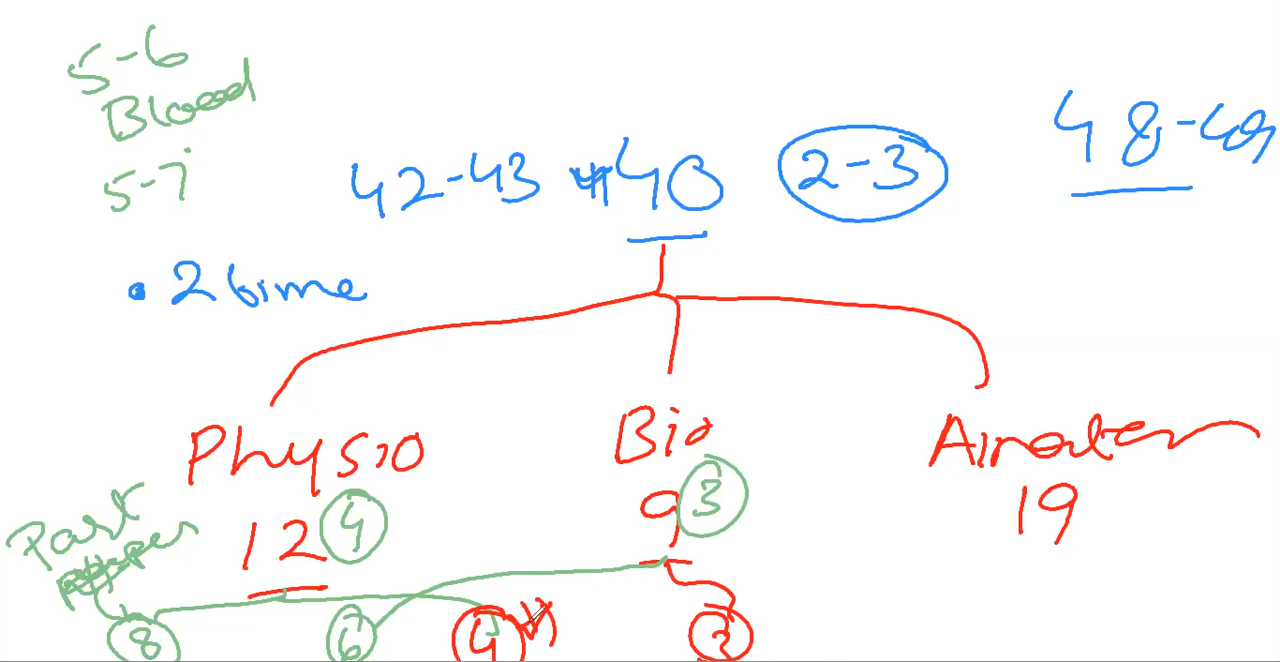 5-6
Blood
5-7
42-43 40 2-3 48-49
• 2 time
Physio Bio
12 4 9 3 19
Past
paper
8 6 4 3